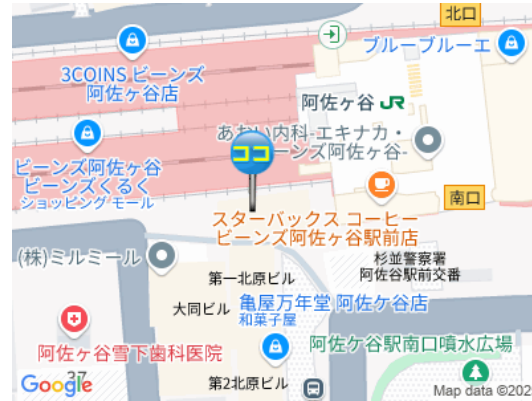 北口
ブルーブルーエ
3COINS ビーンズ
阿佐ヶ谷店
阿佐ヶ谷 JR
あおい内科-エキナカ・
ーンズ阿佐ヶ谷-
ココ
ビーンズ阿佐ヶ谷
ビーンズくるく
ショッピング モール
南口
スターバックス コーヒー
ビーンズ阿佐ヶ谷駅前店
杉並警察署
阿佐谷駅前交番
(株)ミルミール
第一北原ビル
大同ビル
亀屋万年堂 阿佐ケ谷店
和菓子屋
阿佐ヶ谷雪下歯科医院
阿佐ケ谷駅南口噴水広場
37
第2北原ビル
Google
Map data ©202